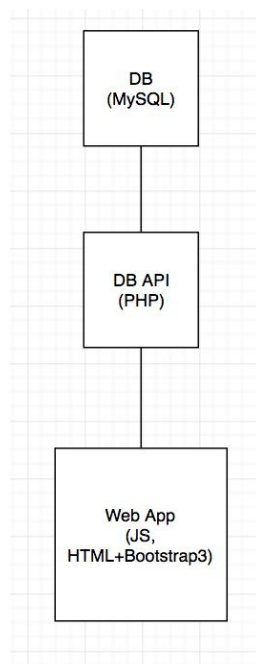 DB
(MySQL)
DB API
(PHP)
Web App
(JS,
HTML+Bootstrap3)